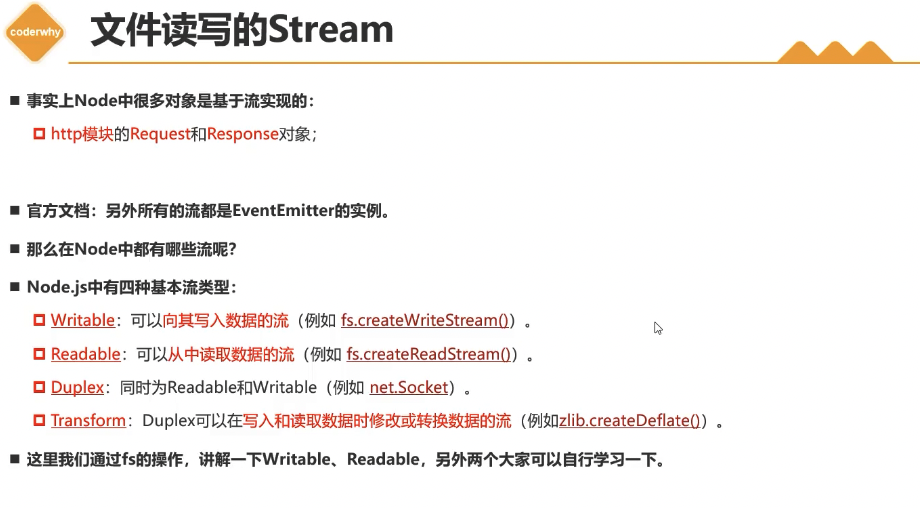 coderwhy
文件读写的Stream
事实上Node中很多对象是基于流实现的：
http模块的Request和Response对象；
官方文档：另外所有的流都是EventEmitter的实例。
那么在Node中都有哪些流呢？
Node.js中有四种基本流类型：
Writable：可以向其写入数据的流（例如 fs.createWriteStream()）。
Readable：可以从中读取数据的流（例如 fs.createReadStream()）。
Duplex：同时为Readable和Writable（例如 net.Socket）。
Transform：Duplex可以在写入和读取数据时修改或转换数据的流（例如zlib.createDeflate()）。
这里我们通过fs的操作，讲解一下Writable、Readable，另外两个大家可以自行学习一下。